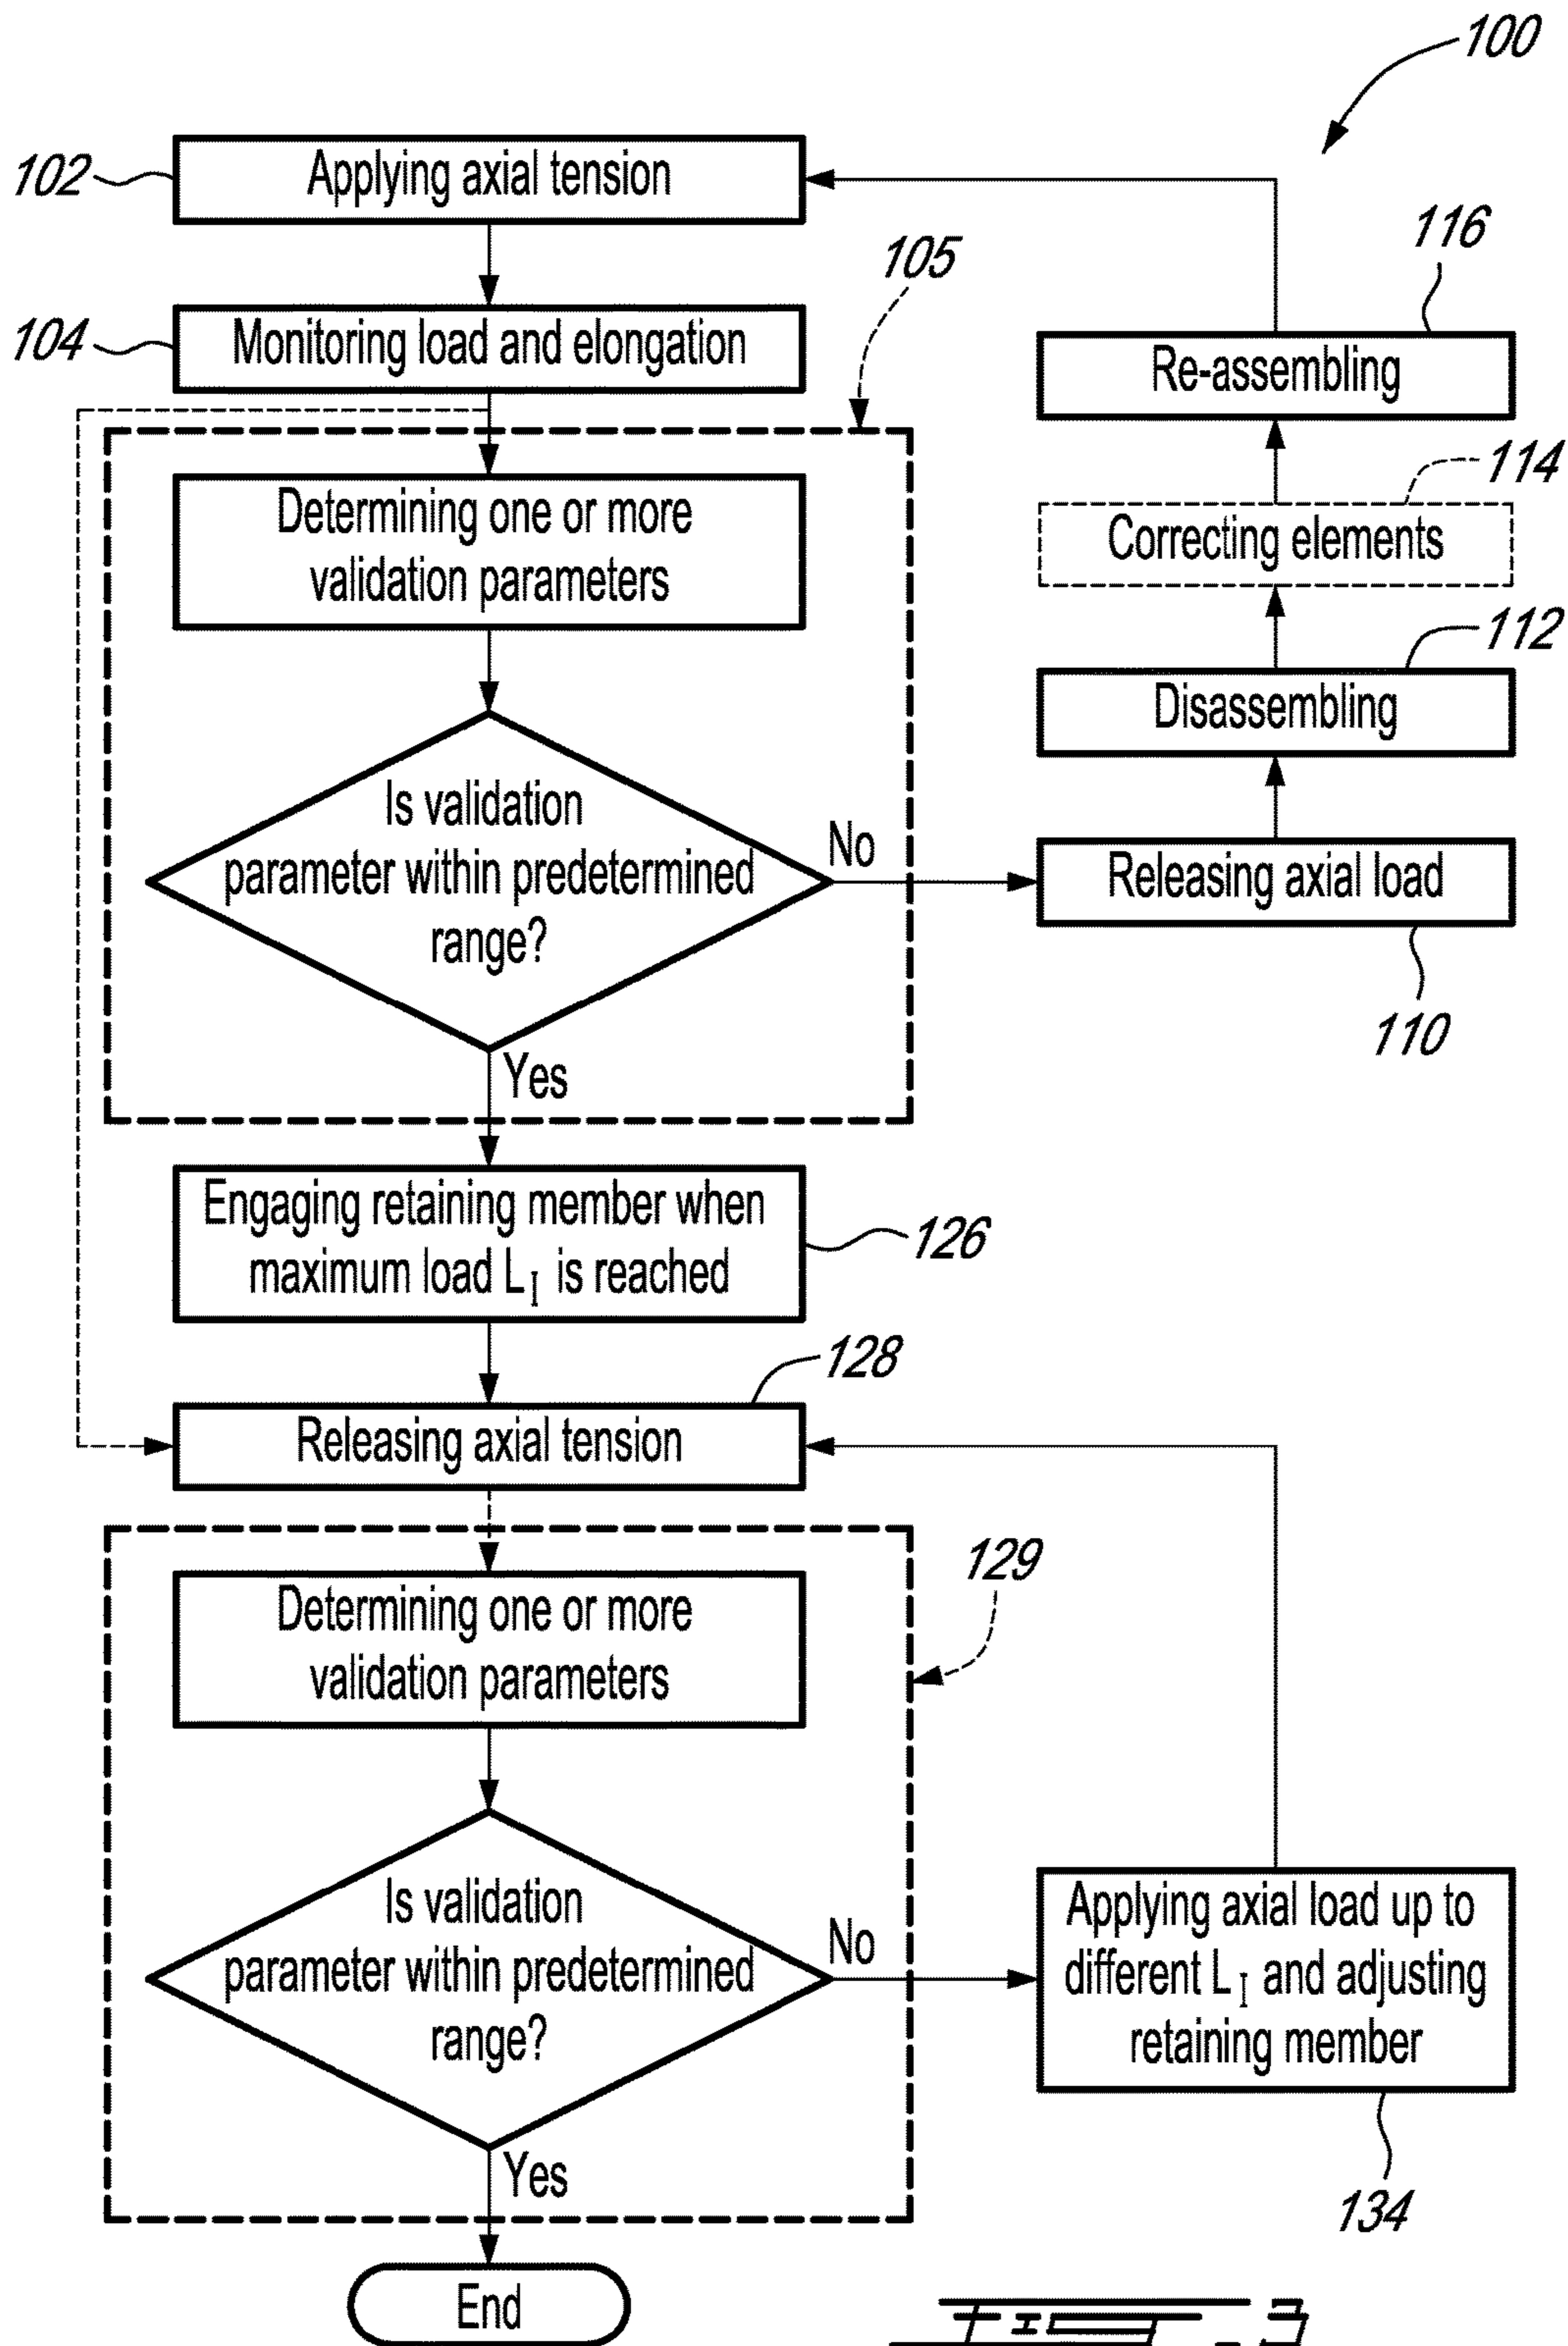 100
102
Applying axial tension
116
105
104
Monitoring load and elongation
Re-assembling
114
Determining one or more
validation parameters
Correcting elements
112
Disassembling
Is validation
parameter within predetermined
range?
No
Releasing axial load
110
Yes
Engaging retaining member when
maximum load L I is reached
126
128
Releasing axial tension
129
Determining one or more
validation parameters
Is validation
parameter within predetermined
range?
No
Applying axial load up to
different L I and adjusting
retaining member
134
Yes
End